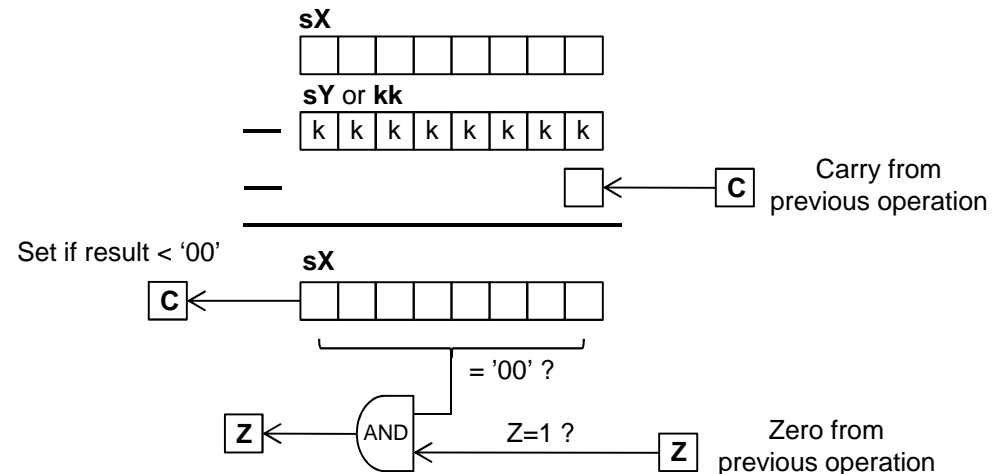 sX
sY or kk
k k k k k k k k
C
Carry from
previous operation
Set if result < ‘00’
sX
C
= ’00’ ?
Z
AND
Z=1 ?
Z
Zero from
previous operation